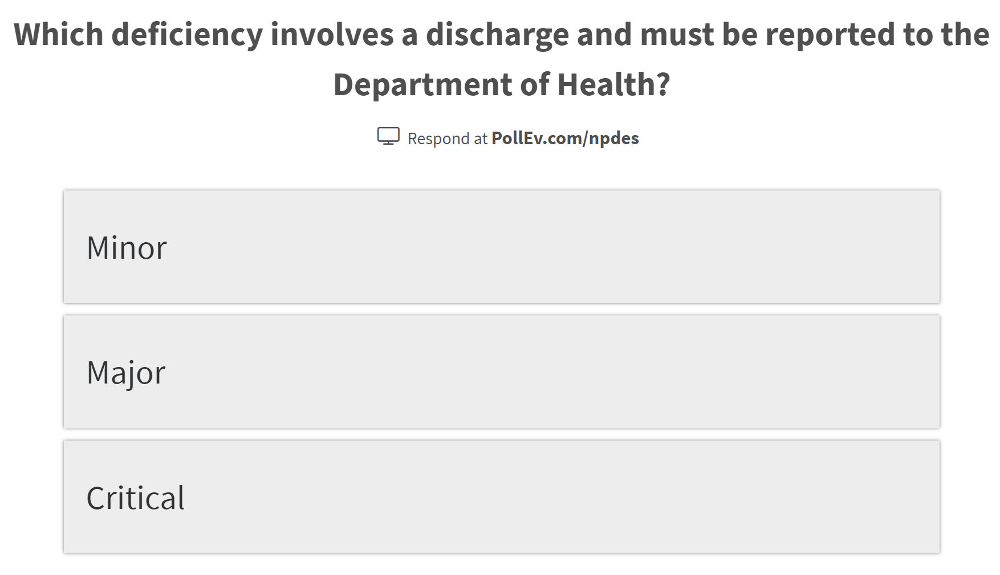 Which deficiency involves a discharge and must be reported to the
Department of Health?
Respond at PollEv.com/npdes
Minor
Major
Critical